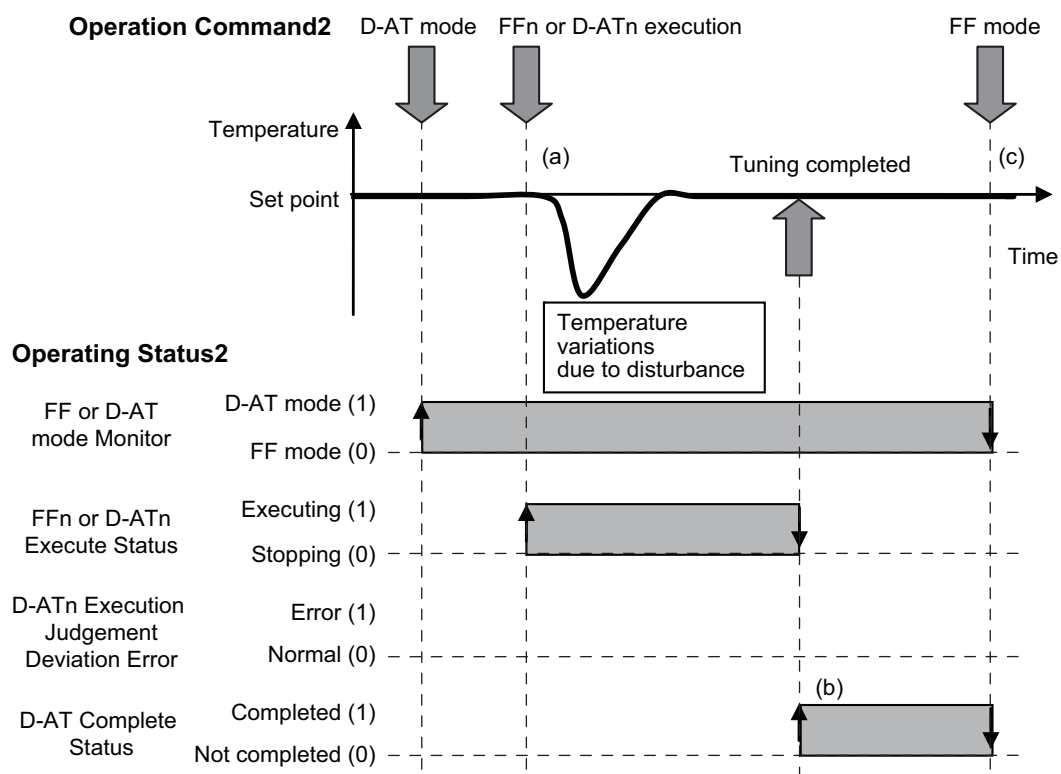 Operation Command2
D-AT mode
FFn or D-ATn execution
FF mode
Temperature
(a)
Tuning completed
(c)
Set point
Time
Temperature
variations
due to disturbance
Operating Status2
FF or D-AT
mode Monitor
D-AT mode (1)
FF mode (0)
FFn or D-ATn
Execute Status
Executing (1)
Stopping (0)
D-ATn Execution
Judgement
Deviation Error
Error (1)
Normal (0)
(b)
D-AT Complete
Status
Completed (1)
Not completed (0)